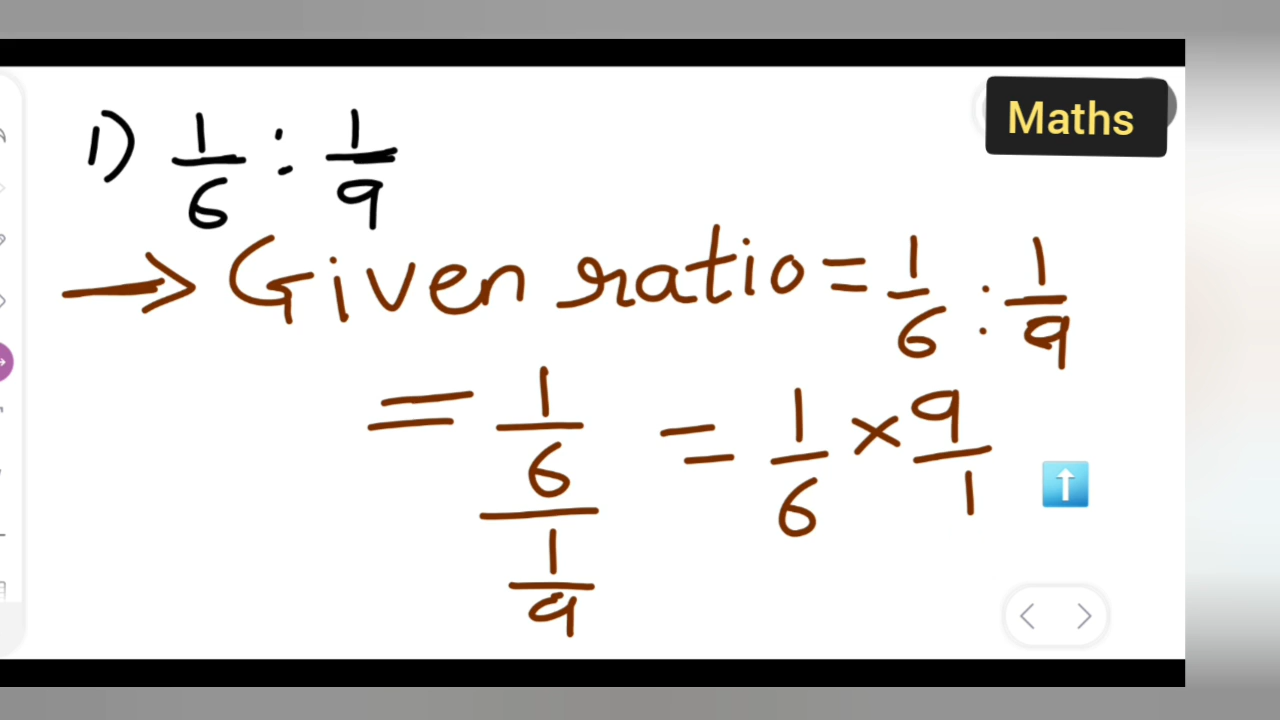 Maths
1) 1/6 : 1/9
→ Given ratio = 1/6 : 1/9
= (1/6)/(1/9) = 1/6 × 9/1